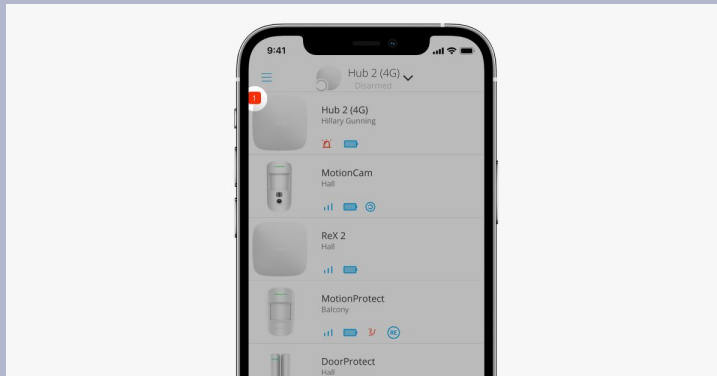 9:41
Hub 2 (4G)
Disarmed
1
Hub 2 (4G)
Hillary Gunning
MotionCam
Hall
ReX 2
Hall
MotionProtect
Balcony
RE
DoorProtect
Hall